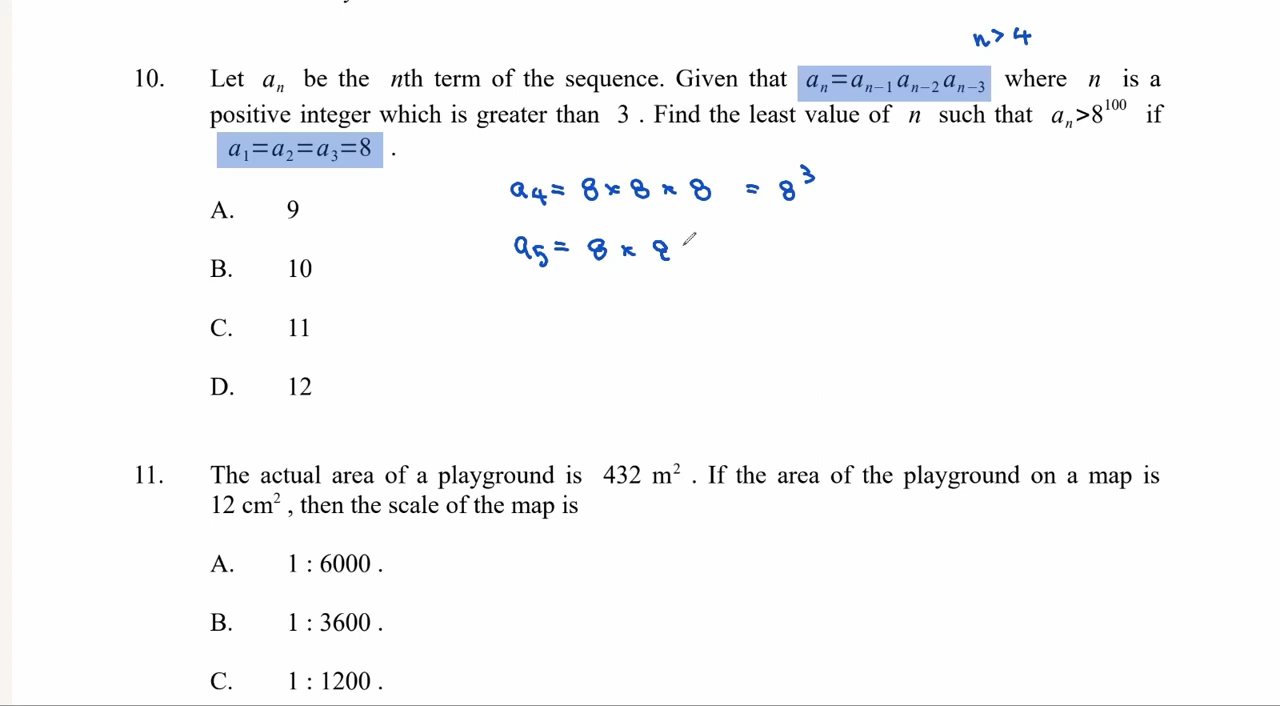 n > 4
10. Let aₙ be the nth term of the sequence. Given that aₙ=aₙ₋₁aₙ₋₂aₙ₋₃ where n is a
positive integer which is greater than 3 . Find the least value of n such that aₙ>8¹⁰⁰ if
a₁=a₂=a₃=8 .
a₄ = 8 × 8 × 8 = 8³
A. 9
a₅ = 8 × 8
B. 10
C. 11
D. 12
11. The actual area of a playground is 432 m² . If the area of the playground on a map is
12 cm² , then the scale of the map is
A. 1 : 6000 .
B. 1 : 3600 .
C. 1 : 1200 .